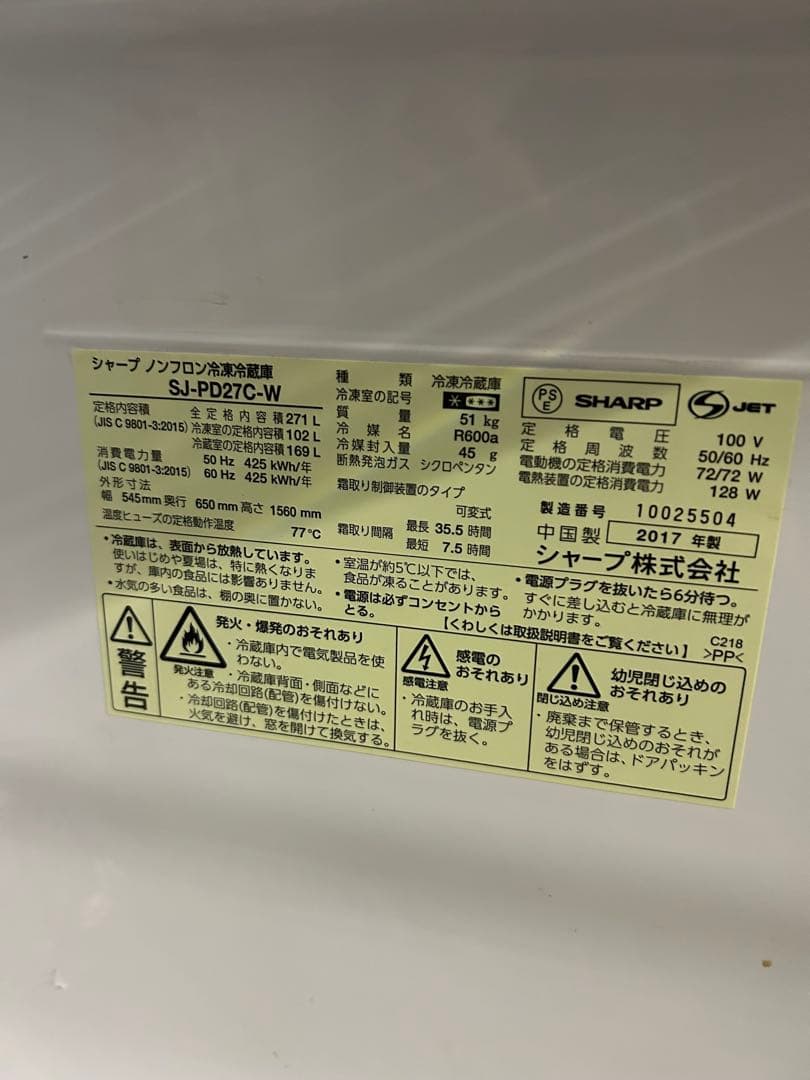 シャープ ノンフロン冷凍冷蔵庫
SJ-PD27C-W
定格内容積
(JIS C 9801-3:2015)
全定格内容積 271 L
冷凍室の定格内容積 102 L
冷蔵室の定格内容積 169 L
消費電力量
(JIS C 9801-3:2015)
50 Hz 425 kWh/年
60 Hz 425 kWh/年
外形寸法
幅 545mm 奥行 650 mm 高さ 1560 mm
温度ヒューズの定格動作温度 77℃
種類 冷凍冷蔵庫
冷凍室の記号
質量 51 kg
冷媒名 R600a
冷媒封入量 45 g
断熱発泡ガス シクロペンタン
霜取り制御装置のタイプ
可変式
霜取り間隔 最長 35.5 時間
最短 7.5 時間
PS
E
SHARP
JET
定格電圧 100 V
定格周波数 50/60 Hz
電動機の定格消費電力 72/72 W
電熱装置の定格消費電力 128 W
製造番号 10025504
中国製 2017 年製
シャープ株式会社
・冷蔵庫は、表面から放熱しています。
使いはじめや夏場は、特に熱くなりま
すが、庫内の食品には影響ありません。
・水気の多い食品は、棚の奥に置かない。
・室温が約5℃以下では、
食品が凍ることがあります。
・電源は必ずコンセントから
とる。
・電源プラグを抜いたら6分待つ。
すぐに差し込むと冷蔵庫に無理が
かかります。
【くわしくは取扱説明書をご覧ください】
C218
>PP<
警告
発火注意
発火・爆発のおそれあり
・冷蔵庫内で電気製品を使
わない。
・冷蔵庫背面・側面などに
ある冷却回路(配管)を傷付けない。
・冷却回路(配管)を傷付けたときは、
火気を避け、窓を開けて換気する。
感電注意
感電の
おそれあり
・冷蔵庫のお手入
れ時は、電源プ
ラグを抜く。
閉じ込め注意
幼児閉じ込めの
おそれあり
・廃棄まで保管するとき、
幼児閉じ込めのおそれが
ある場合は、ドアパッキン
をはずす。